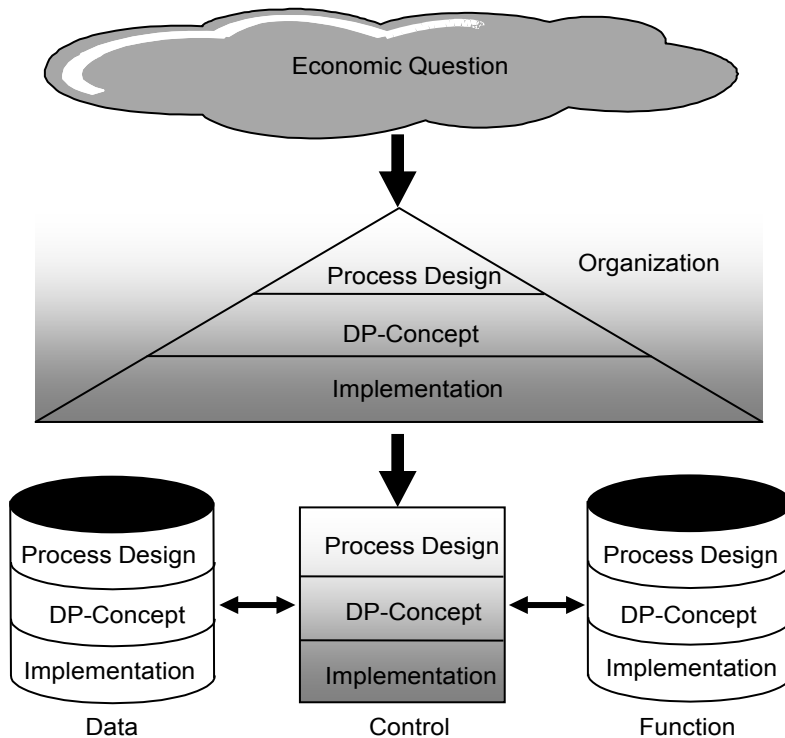 Economic Question
Organization
Process Design
DP-Concept
Implementation
Process Design
DP-Concept
Implementation
Data
Process Design
DP-Concept
Implementation
Control
Process Design
DP-Concept
Implementation
Function